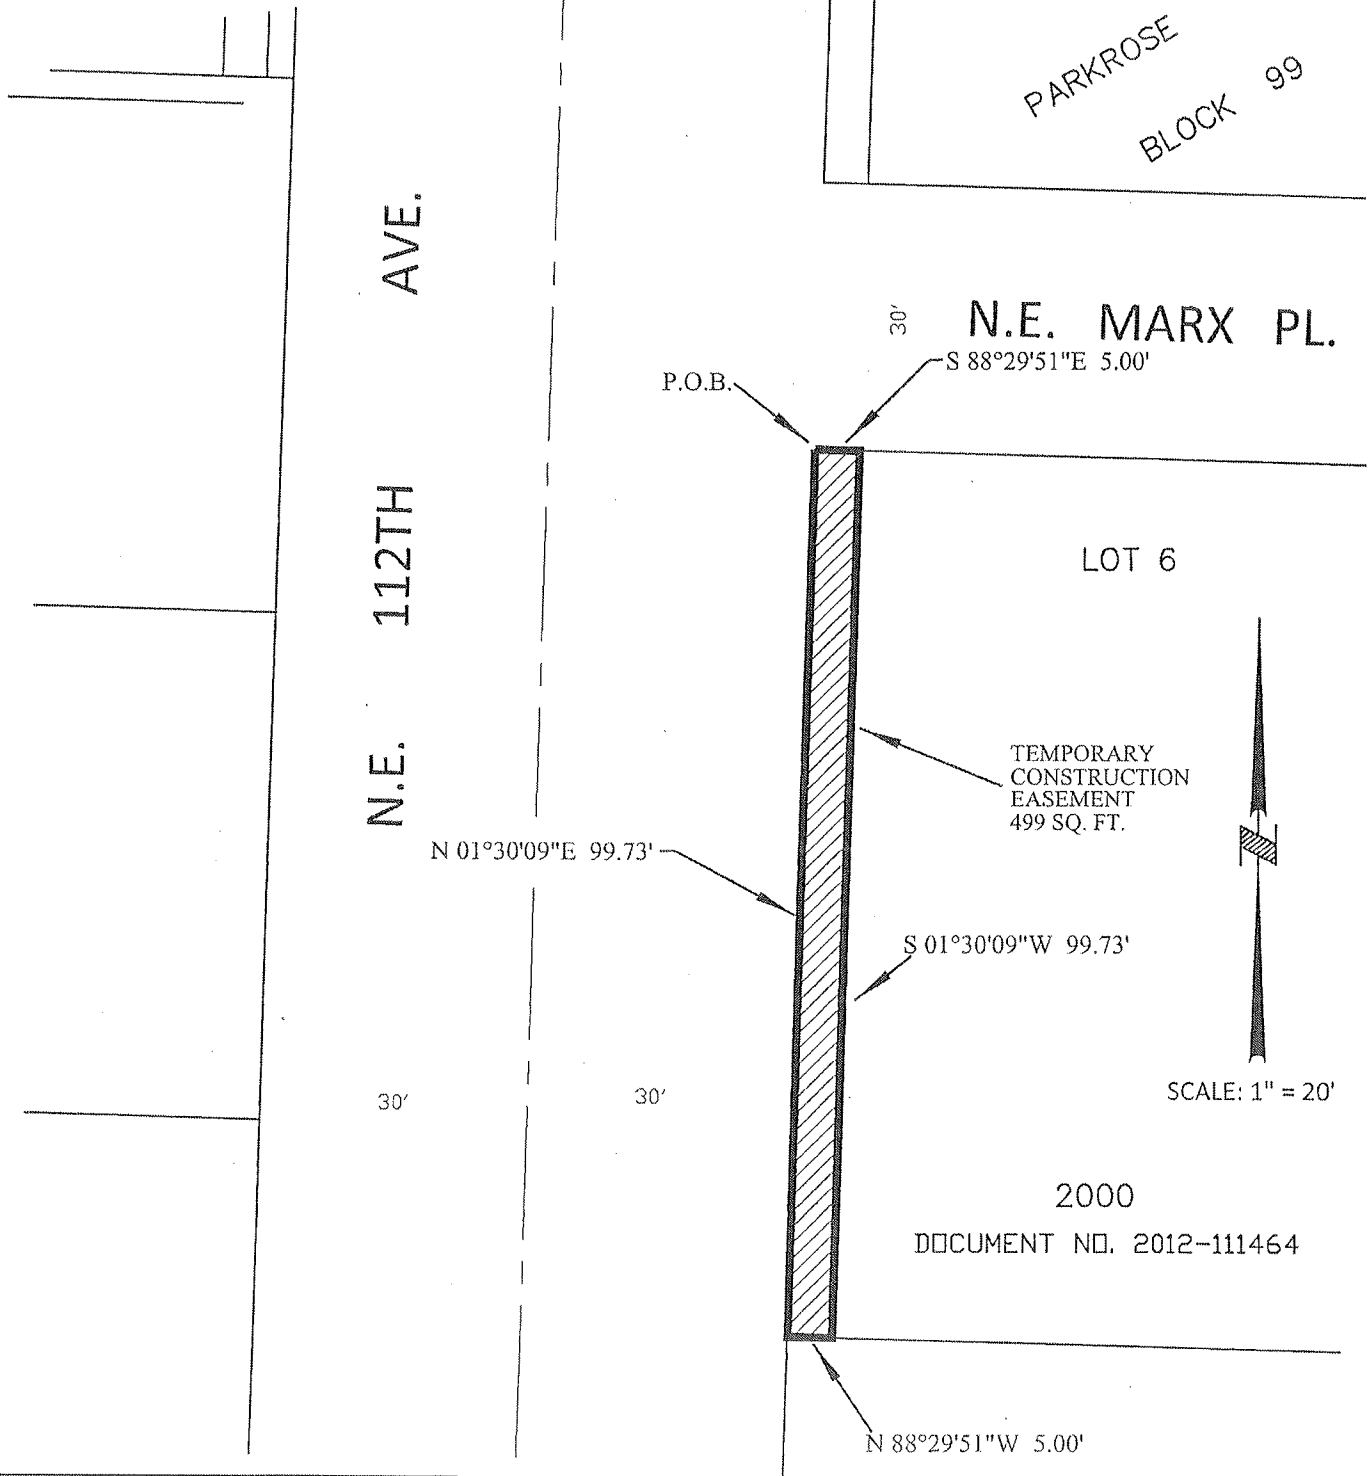 PARKROSE
BLOCK 99
N.E. 112TH AVE.
30'
N.E. MARX PL.
S 88°29'51"E 5.00'
P.O.B.
LOT 6
TEMPORARY
CONSTRUCTION
EASEMENT
499 SQ. FT.
N 01°30'09"E 99.73'
S 01°30'09"W 99.73'
30'
30'
SCALE: 1" = 20'
2000
DOCUMENT NO. 2012-111464
N 88°29'51"W 5.00'